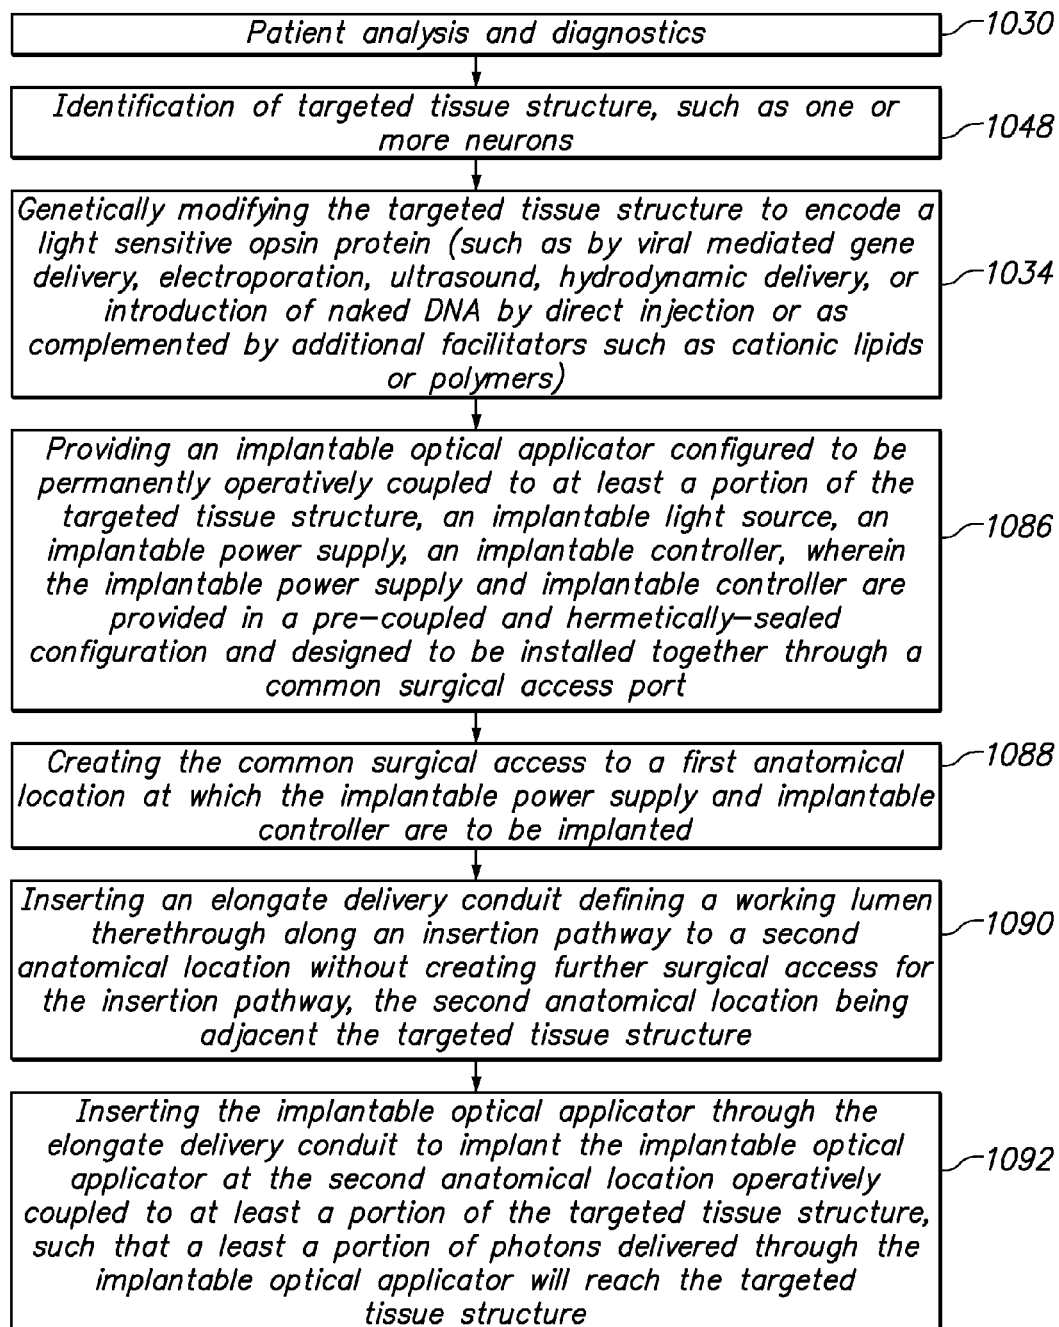 Patient analysis and diagnostics
1030
Identification of targeted tissue structure, such as one or
more neurons
1048
Genetically modifying the targeted tissue structure to encode a
light sensitive opsin protein (such as by viral mediated gene
delivery, electroporation, ultrasound, hydrodynamic delivery, or
introduction of naked DNA by direct injection or as
complemented by additional facilitators such as cationic lipids
or polymers)
1034
Providing an implantable optical applicator configured to be
permanently operatively coupled to at least a portion of the
targeted tissue structure, an implantable light source, an
implantable power supply, an implantable controller, wherein
the implantable power supply and implantable controller are
provided in a pre-coupled and hermetically-sealed
configuration and designed to be installed together through a
common surgical access port
1086
Creating the common surgical access to a first anatomical
location at which the implantable power supply and implantable
controller are to be implanted
1088
Inserting an elongate delivery conduit defining a working lumen
therethrough along an insertion pathway to a second
anatomical location without creating further surgical access for
the insertion pathway, the second anatomical location being
adjacent the targeted tissue structure
1090
Inserting the implantable optical applicator through the
elongate delivery conduit to implant the implantable optical
applicator at the second anatomical location operatively
coupled to at least a portion of the targeted tissue structure,
such that a least a portion of photons delivered through the
implantable optical applicator will reach the targeted
tissue structure
1092